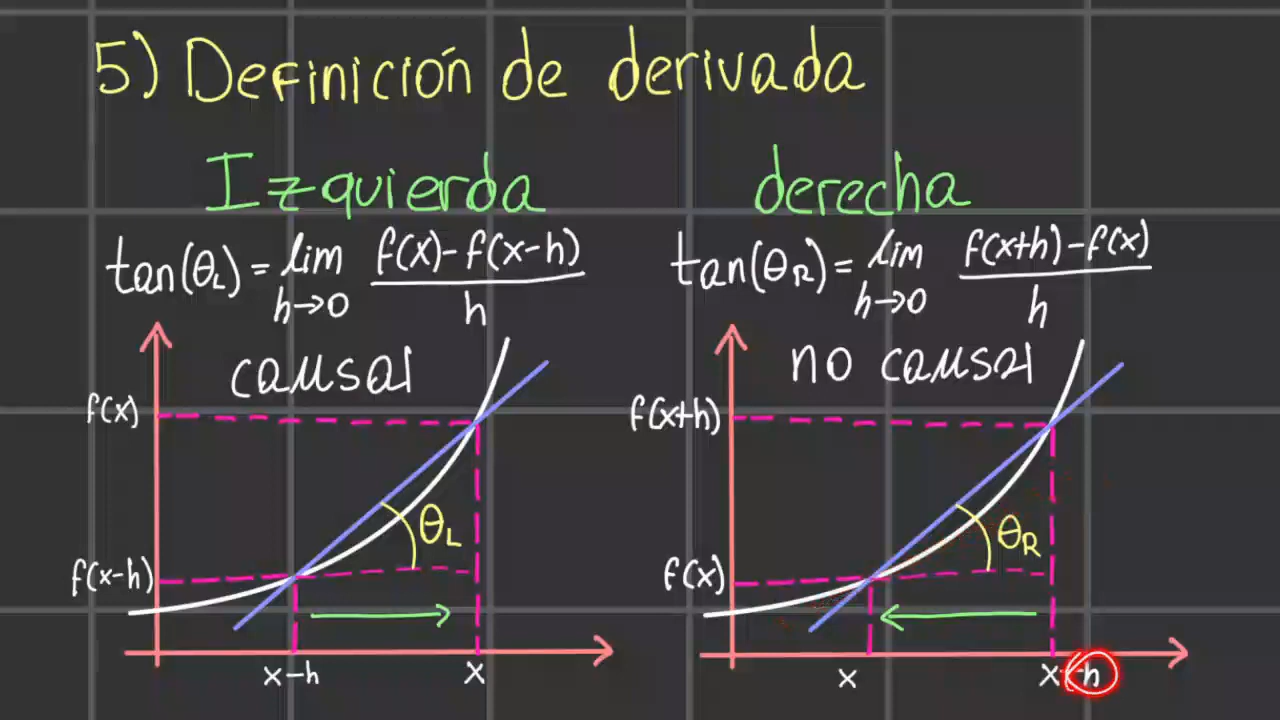 5) Definición de derivada
Izquierda
tan(θL) = lim h→0 f(x)-f(x-h) / h
causal
f(x)
f(x-h)
θL
x-h
x
derecha
tan(θR) = lim h→0 f(x+h)-f(x) / h
no causal
f(x+h)
f(x)
θR
x
x+h